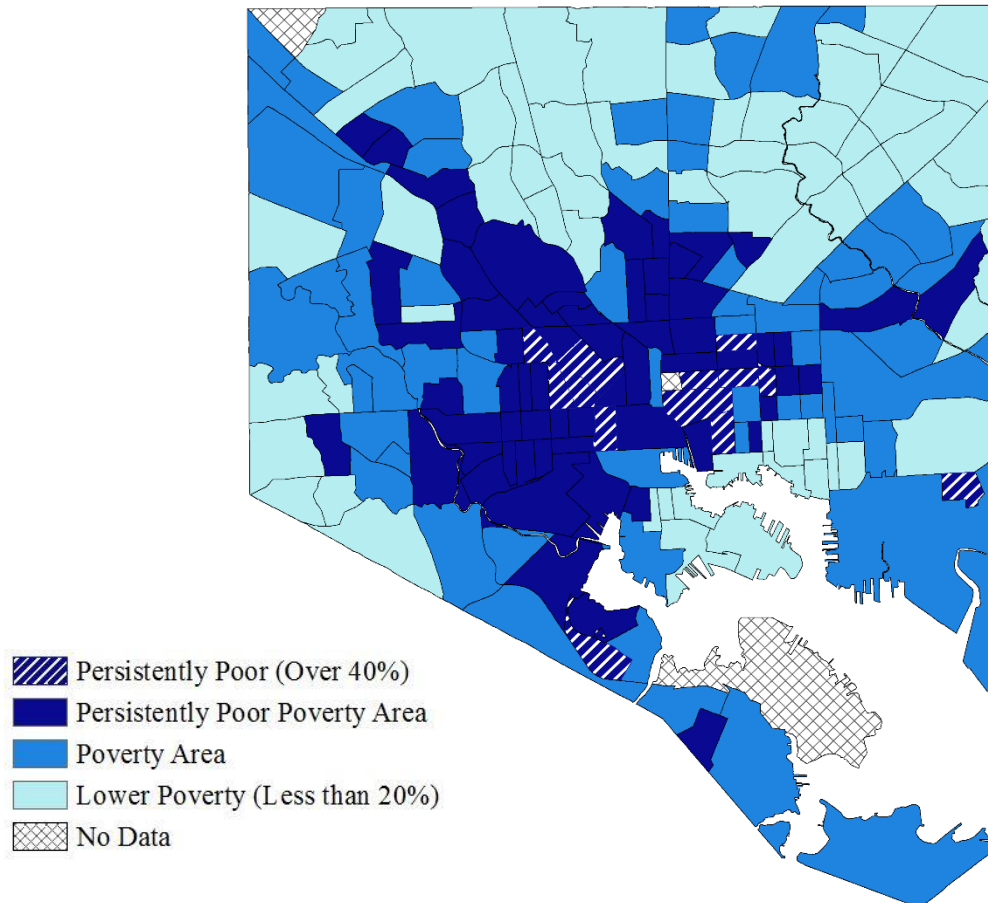 Persistently Poor (Over 40%)
Persistently Poor Poverty Area
Poverty Area
Lower Poverty (Less than 20%)
No Data